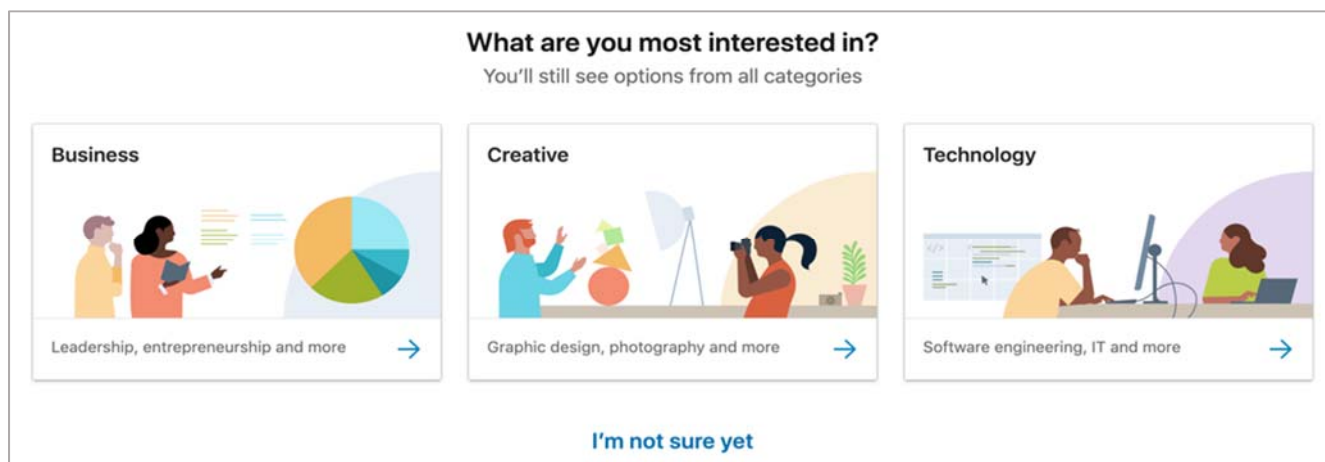 What are you most interested in?
You'll still see options from all categories
Business
Leadership, entrepreneurship and more
Creative
Graphic design, photography and more
Technology
</>
Software engineering, IT and more
I'm not sure yet